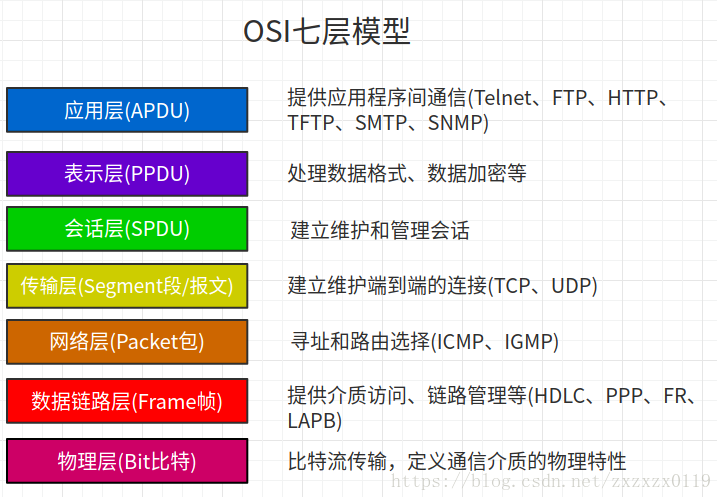 OSI七层模型
应用层(APDU)
提供应用程序间通信(Telnet、FTP、HTTP、
TFTP、SMTP、SNMP)
表示层(PPDU)
处理数据格式、数据加密等
会话层(SPDU)
建立维护和管理会话
传输层(Segment段/报文)
建立维护端到端的连接(TCP、UDP)
网络层(Packet包)
寻址和路由选择(ICMP、IGMP)
数据链路层(Frame帧)
提供介质访问、链路管理等(HDLC、PPP、FR、
LAPB)
物理层(Bit比特)
比特流传输，定义通信介质的物理特性
https://blog.csdn.net/zxzxzx0119